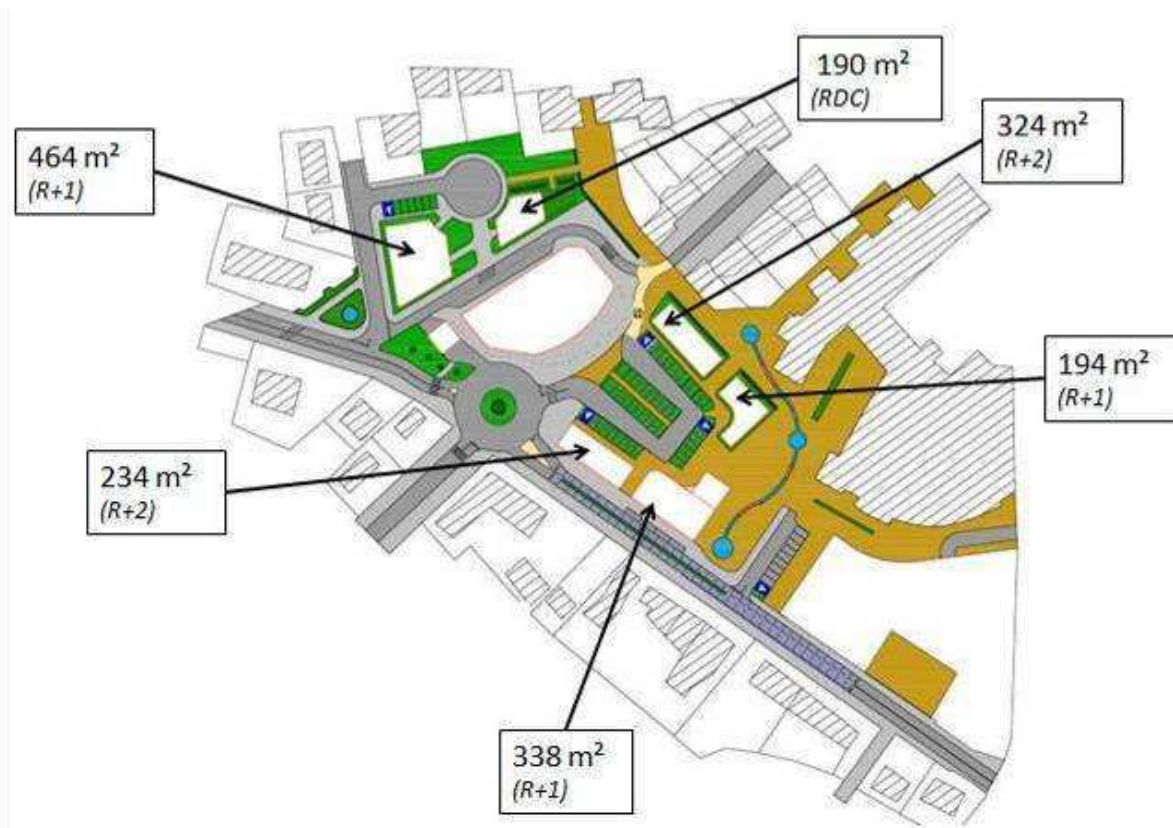 190 m²
(RDC)
324 m²
(R+2)
464 m²
(R+1)
194 m²
(R+1)
234 m²
(R+2)
338 m²
(R+1)